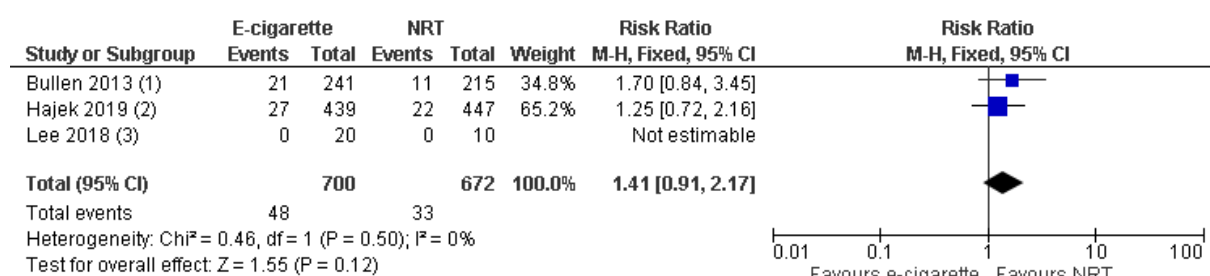 E-cigarette NRT Risk Ratio Risk Ratio
Study or Subgroup Events Total Events Total Weight M-H, Fixed, 95% CI M-H, Fixed, 95% CI
Bullen 2013 (1) 21 241 11 215 34.8% 1.70 [0.84, 3.45]
Hajek 2019 (2) 27 439 22 447 65.2% 1.25 [0.72, 2.16]
Lee 2018 (3) 0 20 0 10 Not estimable
Total (95% CI) 700 672 100.0% 1.41 [0.91, 2.17]
Total events 48 33
Heterogeneity: Chi² = 0.46, df = 1 (P = 0.50); I² = 0%
Test for overall effect: Z = 1.55 (P = 0.12)
0.01 0.1 1 10 100
Favours e-cigarette Favours NRT